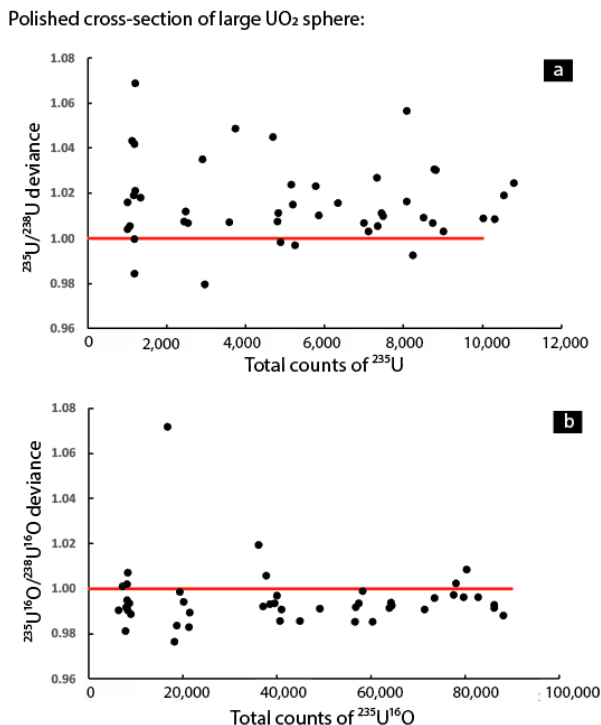 Polished cross-section of large UO₂ sphere:
a
1.08
1.06
1.04
1.02
1.00
0.98
0.96
²³⁵U/²³⁸U deviance
0 2,000 4,000 6,000 8,000 10,000 12,000
Total counts of ²³⁵U
b
1.08
1.06
1.04
1.02
1.00
0.98
0.96
²³⁵U¹⁶O/²³⁸U¹⁶O deviance
0 20,000 40,000 60,000 80,000 100,000
Total counts of ²³⁵U¹⁶O